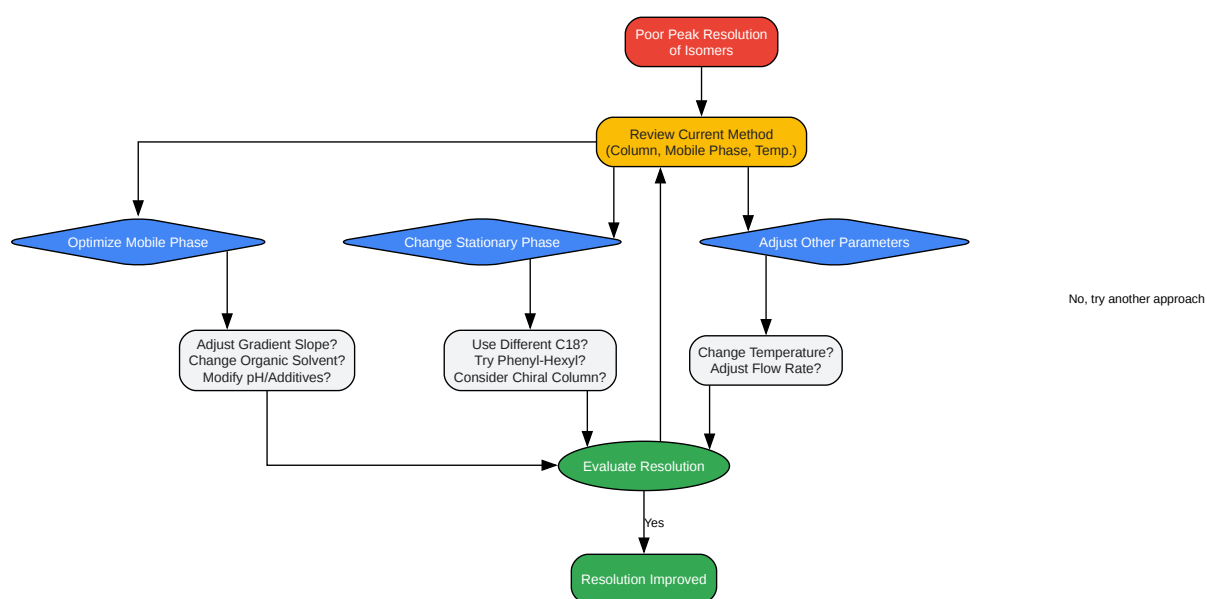 Poor Peak Resolution
of Isomers
Review Current Method
(Column, Mobile Phase, Temp.)
Optimize Mobile Phase
Change Stationary Phase
Adjust Other Parameters
No, try another approach
Adjust Gradient Slope?
Change Organic Solvent?
Modify pH/Additives?
Use Different C18?
Try Phenyl-Hexyl?
Consider Chiral Column?
Change Temperature?
Adjust Flow Rate?
Evaluate Resolution
Yes
Resolution Improved